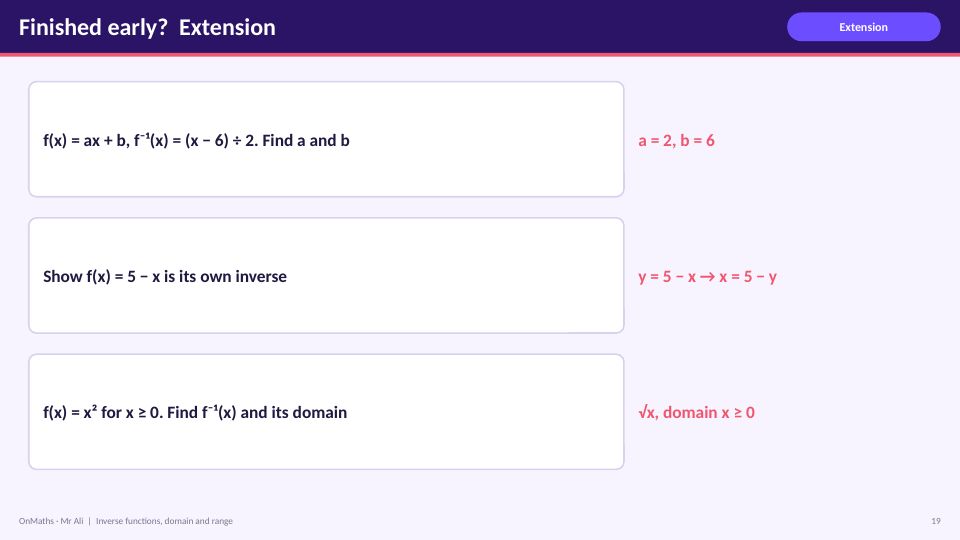 Finished early?  Extension
Extension
f(x) = ax + b, f⁻¹(x) = (x − 6) ÷ 2. Find a and b
a = 2, b = 6
Show f(x) = 5 − x is its own inverse
y = 5 − x → x = 5 − y
f(x) = x² for x ≥ 0. Find f⁻¹(x) and its domain
√x, domain x ≥ 0
OnMaths · Mr Ali  |  Inverse functions, domain and range
19